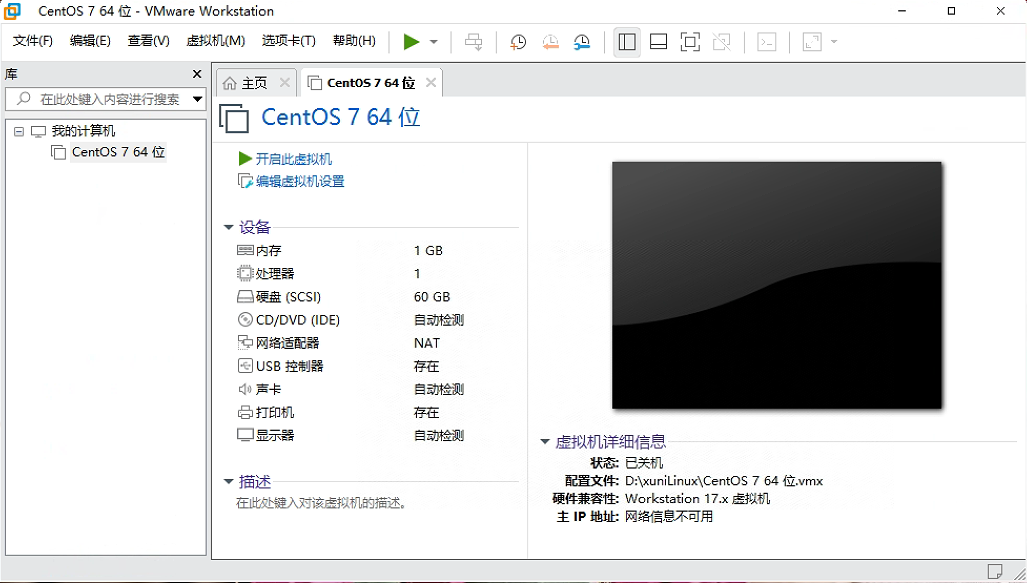 CentOS 7 64 位 - VMware Workstation
文件(F) 编辑(E) 查看(V) 虚拟机(M) 选项卡(T) 帮助(H)
库
在此处键入内容进行搜索
我的计算机
CentOS 7 64 位
主页
CentOS 7 64 位
CentOS 7 64 位
开启此虚拟机
编辑虚拟机设置
设备
内存 1 GB
处理器 1
硬盘 (SCSI) 60 GB
CD/DVD (IDE) 自动检测
网络适配器 NAT
USB 控制器 存在
声卡 自动检测
打印机 存在
显示器 自动检测
描述
在此处键入对该虚拟机的描述。
虚拟机详细信息
状态: 已关机
配置文件: D:\xuniLinux\CentOS 7 64 位.vmx
硬件兼容性: Workstation 17.x 虚拟机
主 IP 地址: 网络信息不可用